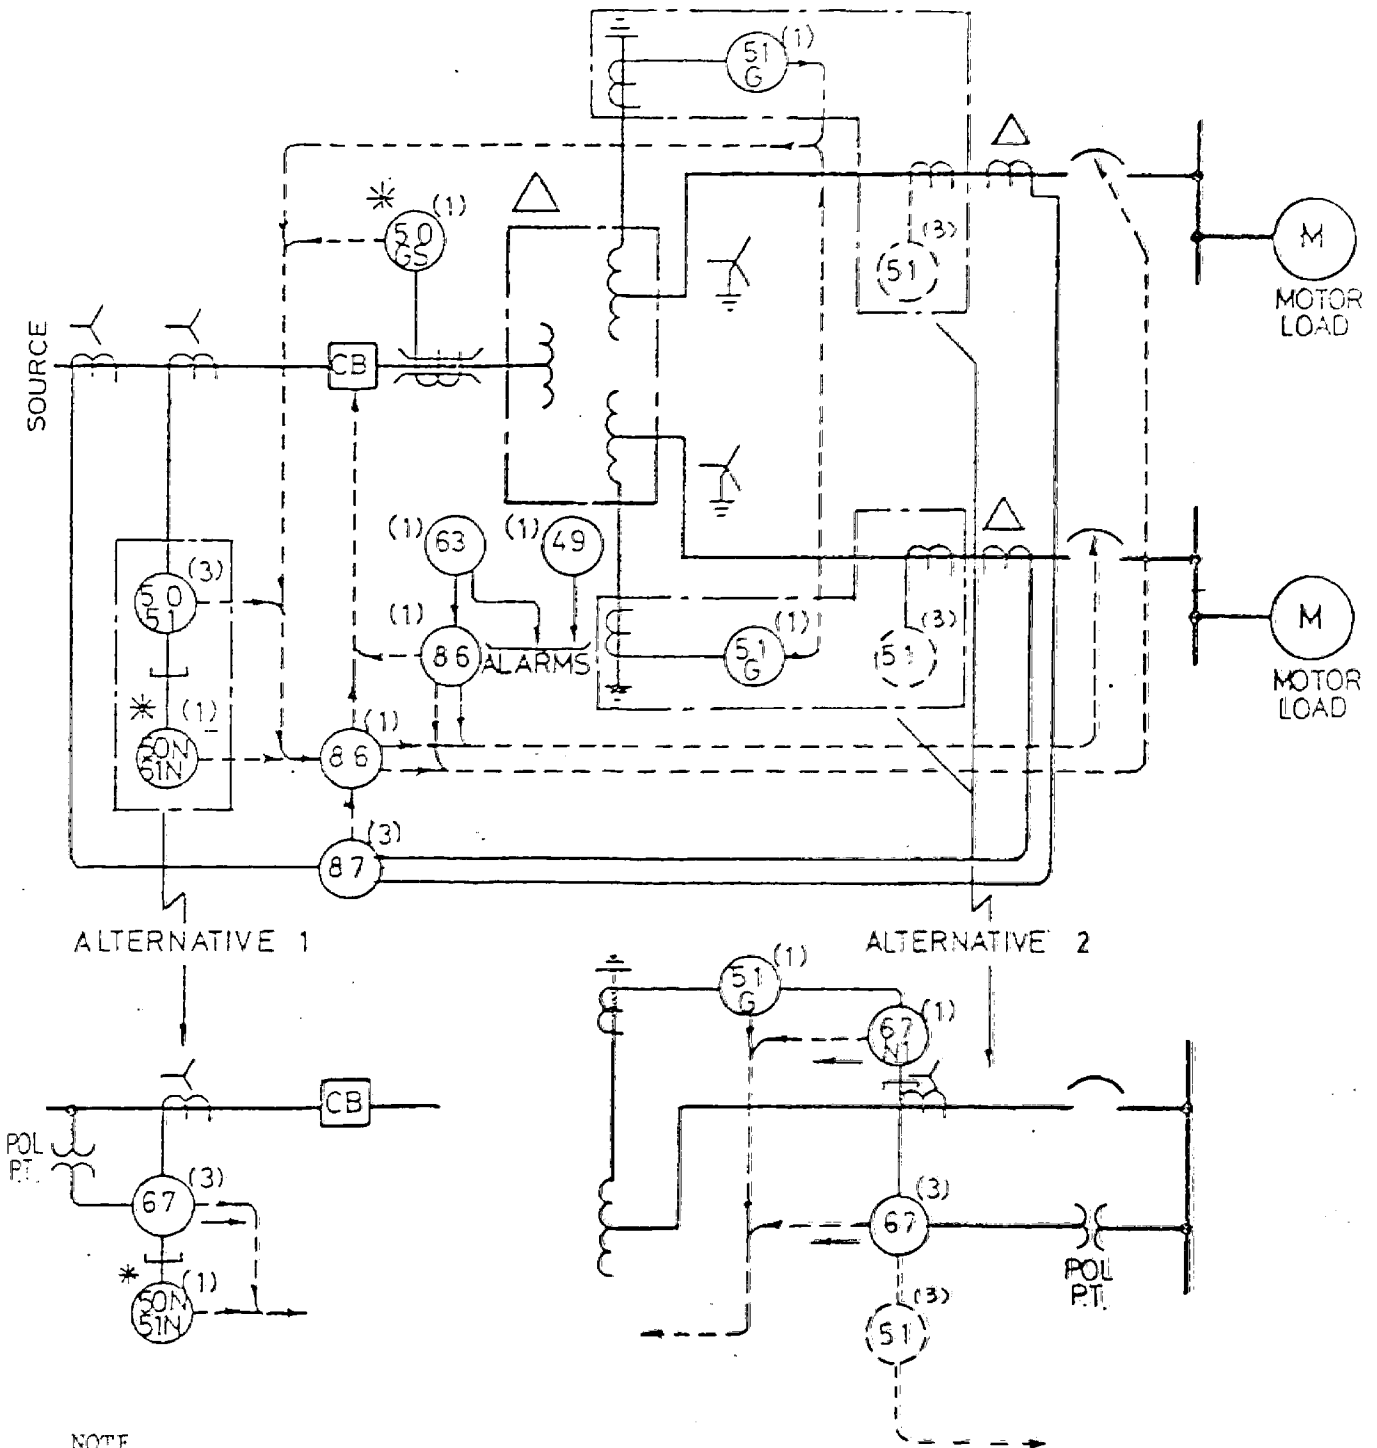 51
G
(1)
*
50
GS
(1)
(3)
51
M
MOTOR
LOAD
SOURCE
CB
(1)
63
(1)
49
50
51
(3)
(1)
86
ALARMS
51
G
(1)
(3)
51
M
MOTOR
LOAD
*
(1)
50N
51N
86
(1)
87
(3)
ALTERNATIVE 1
ALTERNATIVE 2
51
G
(1)
67
N
(1)
CB
POL
P.T.
67
(3)
67
(3)
POL
P.T.
*
50N
51N
(1)
51
(3)
NOTE